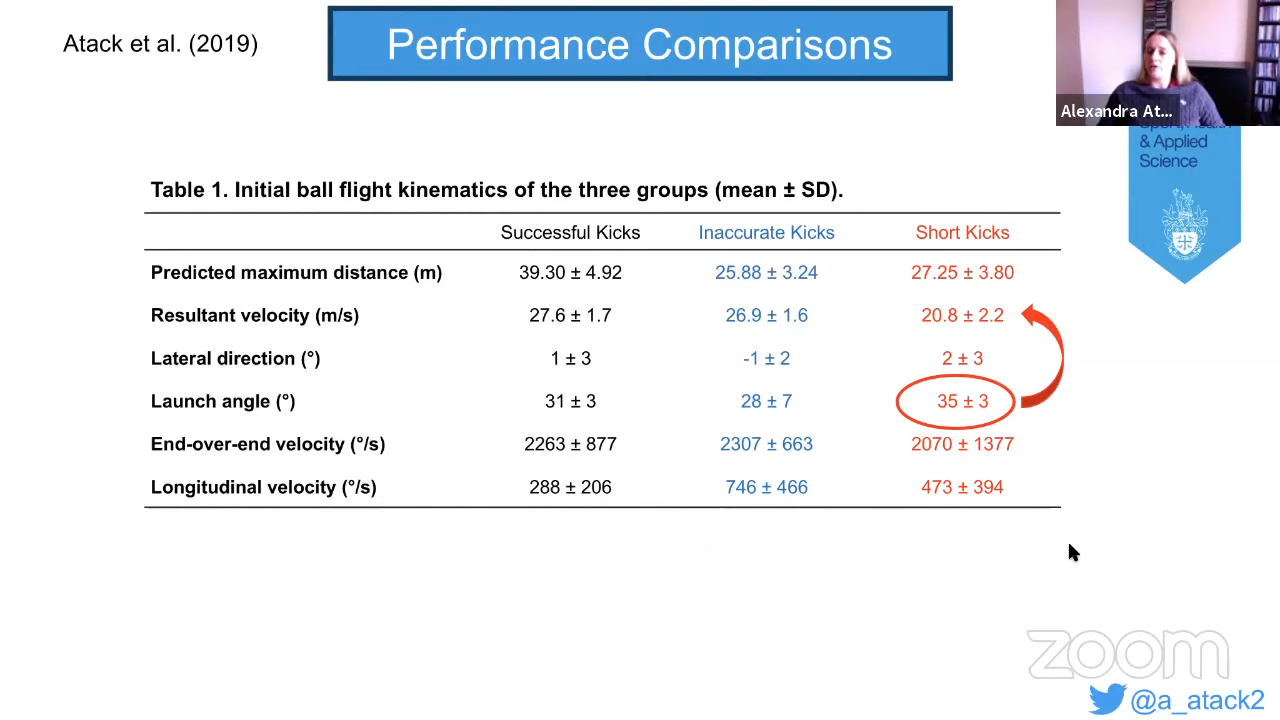 Atack et al. (2019)
Performance Comparisons
Alexandra At...
& Applied
Science
Table 1. Initial ball flight kinematics of the three groups (mean ± SD).
Successful Kicks Inaccurate Kicks Short Kicks
Predicted maximum distance (m) 39.30 ± 4.92 25.88 ± 3.24 27.25 ± 3.80
Resultant velocity (m/s) 27.6 ± 1.7 26.9 ± 1.6 20.8 ± 2.2
Lateral direction (°) 1 ± 3 -1 ± 2 2 ± 3
Launch angle (°) 31 ± 3 28 ± 7 35 ± 3
End-over-end velocity (°/s) 2263 ± 877 2307 ± 663 2070 ± 1377
Longitudinal velocity (°/s) 288 ± 206 746 ± 466 473 ± 394
zoom
@a_atack2